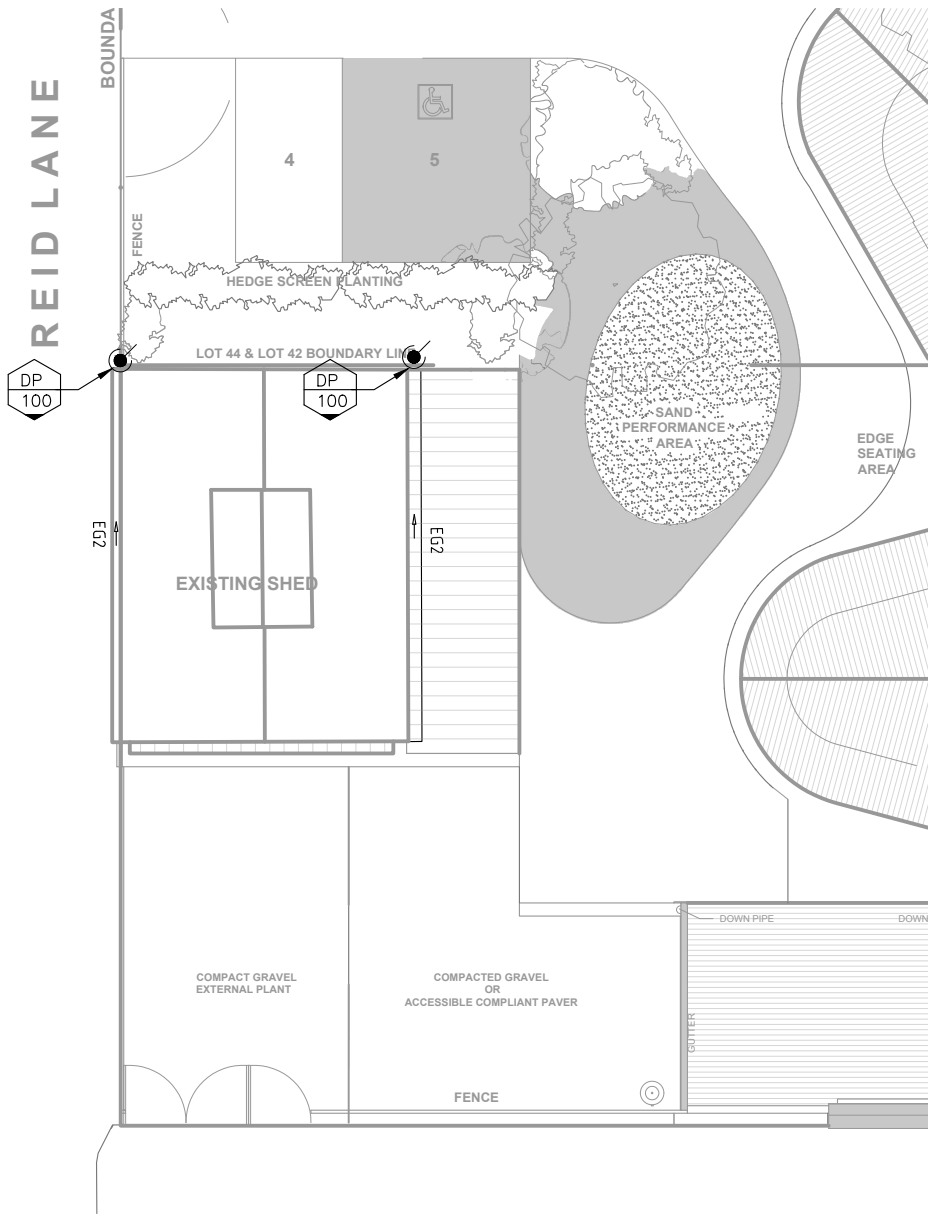 BOUNDA
REID LANE
4
5
FENCE
HEDGE SCREEN PLANTING
LOT 44 & LOT 42 BOUNDARY LINE
DP
100
DP
100
SAND
PERFORMANCE
AREA
EDGE
SEATING
AREA
EG2
EG2
EXISTING SHED
DOWN PIPE
DOWN
COMPACT GRAVEL
EXTERNAL PLANT
COMPACTED GRAVEL
OR
ACCESSIBLE COMPLIANT PAVER
GUTTER
FENCE